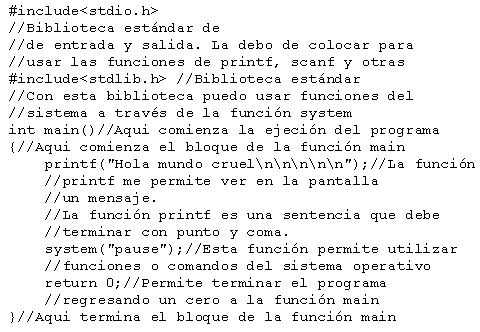 #include<stdio.h>
//Biblioteca estándar de
//de entrada y salida. La debo de colocar para
//usar las funciones de printf, scanf y otras
#include<stdlib.h> //Biblioteca estándar
//Con esta biblioteca puedo usar funciones del
//sistema a través de la función system
int main()//Aqui comienza la ejeción del programa
{//Aqui comienza el bloque de la función main
    printf("Hola mundo cruel\n\n\n\n\n");//La función
    //printf me permite ver en la pantalla
    //un mensaje.
    //La función printf es una sentencia que debe
    //terminar con punto y coma.
    system("pause");//Esta función permite utilizar
    //funciones o comandos del sistema operativo
    return 0;//Permite terminar el programa
    //regresando un cero a la función main
}//Aqui termina el bloque de la función main